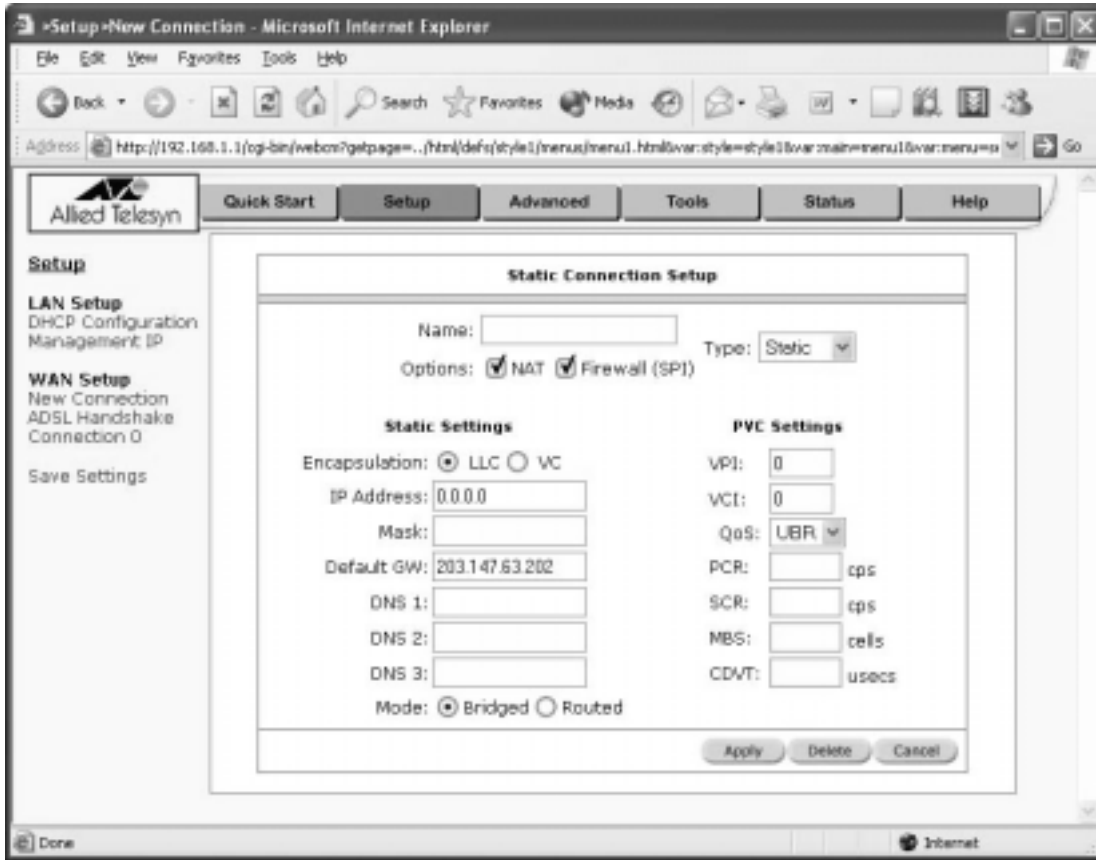 »Setup»New Connection - Microsoft Internet Explorer
File Edit View Favorites Tools Help
Back Search Favorites Media
Address http://192.168.1.1/cgi-bin/webcm?getpage=../html/defs/style1/menus/menu1.html&var:style=style1&var:main=menu1&var:menu=s
Go
Allied Telesyn
Quick Start Setup Advanced Tools Status Help
Setup
LAN Setup
DHCP Configuration
Management IP
WAN Setup
New Connection
ADSL Handshake
Connection 0
Save Settings
Static Connection Setup
Name:
Type: Static
Options: NAT Firewall (SPI)
Static Settings
Encapsulation: LLC VC
IP Address: 0.0.0.0
Mask:
Default GW: 203.147.63.202
DNS 1:
DNS 2:
DNS 3:
Mode: Bridged Routed
PVC Settings
VPI: 0
VCI: 0
QoS: UBR
PCR: cps
SCR: cps
MBS: cells
CDVT: usecs
Apply Delete Cancel
Done Internet